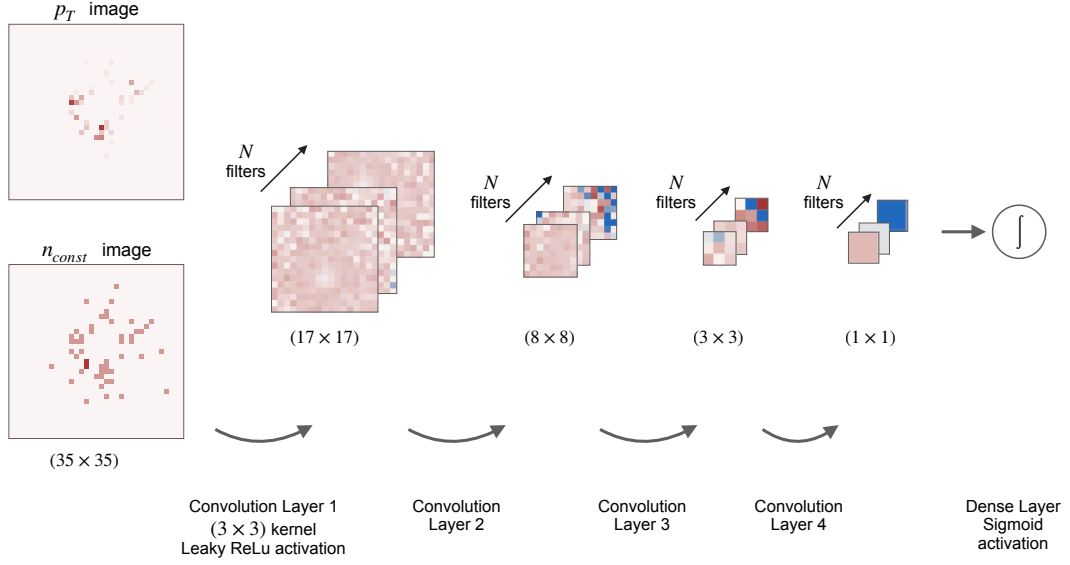 p_T image
n_const image
(35 × 35)
N
filters
(17 × 17)
N
filters
(8 × 8)
N
filters
(3 × 3)
N
filters
(1 × 1)
∫
Convolution Layer 1
(3 × 3) kernel
Leaky ReLu activation
Convolution
Layer 2
Convolution
Layer 3
Convolution
Layer 4
Dense Layer
Sigmoid
activation